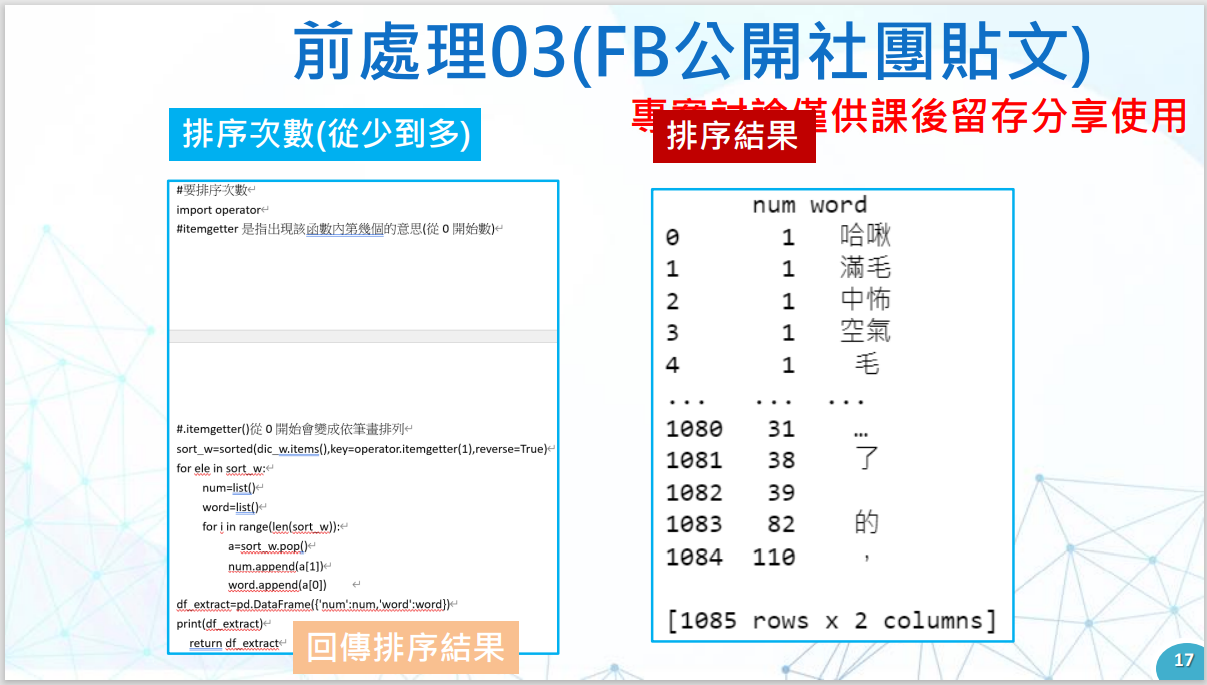 前處理03(FB公開社團貼文)
專案討論僅供課後留存分享使用
排序次數(從少到多)
#要排序次數
import operator
#itemgetter 是指出現該函數內第幾個的意思(從 0 開始數)
#.itemgetter()從 0 開始會變成依筆畫排列
sort_w=sorted(dic_w.items(),key=operator.itemgetter(1),reverse=True)
for ele in sort_w:
num=list()
word=list()
for i in range(len(sort_w)):
a=sort_w.pop()
num.append(a[1])
word.append(a[0])
df_extract=pd.DataFrame({'num':num,'word':word})
print(df_extract)
return df_extract
回傳排序結果
排序結果
num word
0 1 哈啾
1 1 滿毛
2 1 中怖
3 1 空氣
4 1 毛
... ... ...
1080 31 …
1081 38 了
1082 39
1083 82 的
1084 110 ，
[1085 rows x 2 columns]
17